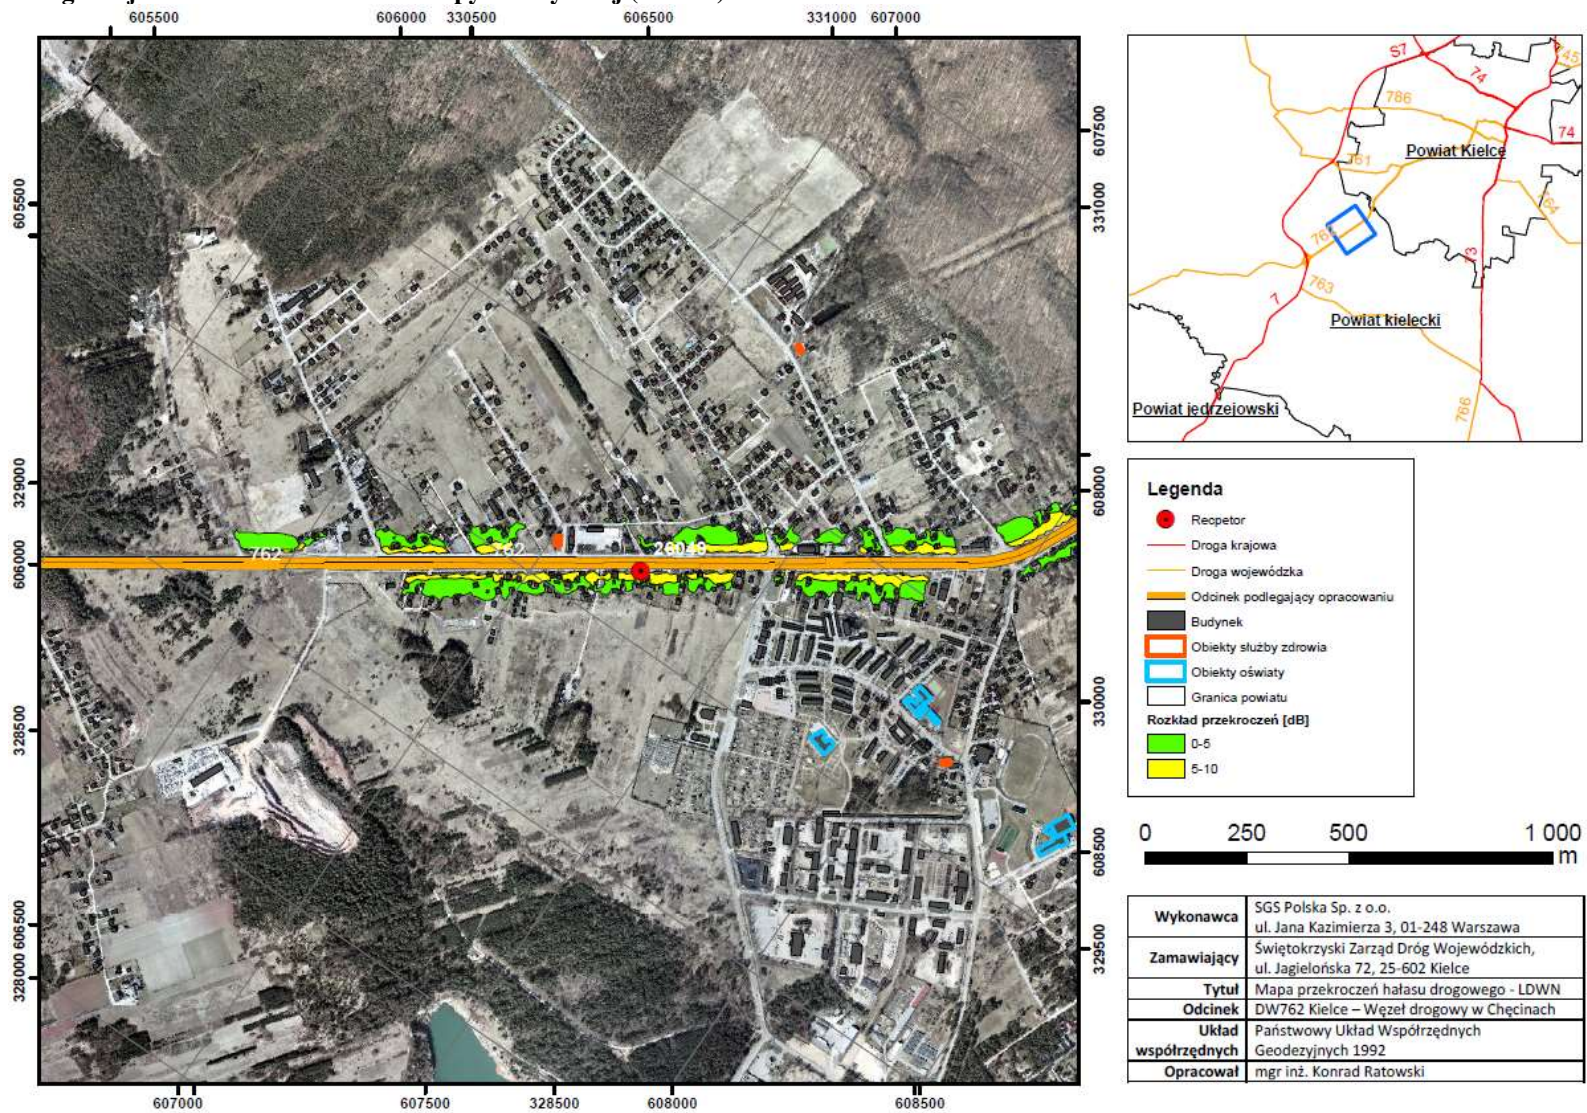 605500 606000 330500 606500 331000 607000
605500
329000
606000
328500
606500
328000
607500
331000
608000
330000
608500
329500
607000 607500 328500 608000 608500
762
762
26049
S7
74
745
786
74
Powiat Kielce
761
764
762
73
763
7
Powiat kielecki
766
Powiat jędrzejowski
Legenda
Recpetor
Droga krajowa
Droga wojewódzka
Odcinek podlegający opracowaniu
Budynek
Obiekty służby zdrowia
Obiekty oświaty
Granica powiatu
Rozkład przekroczeń [dB]
0-5
5-10
0 250 500 1 000
m
Wykonawca SGS Polska Sp. z o.o.
ul. Jana Kazimierza 3, 01-248 Warszawa
Zamawiający Świętokrzyski Zarząd Dróg Wojewódzkich,
ul. Jagielońska 72, 25-602 Kielce
Tytuł Mapa przekroczeń hałasu drogowego - LDWN
Odcinek DW762 Kielce – Węzeł drogowy w Chęcinach
Układ współrzędnych Państwowy Układ Współrzędnych
Geodezyjnych 1992
Opracował mgr inż. Konrad Ratowski